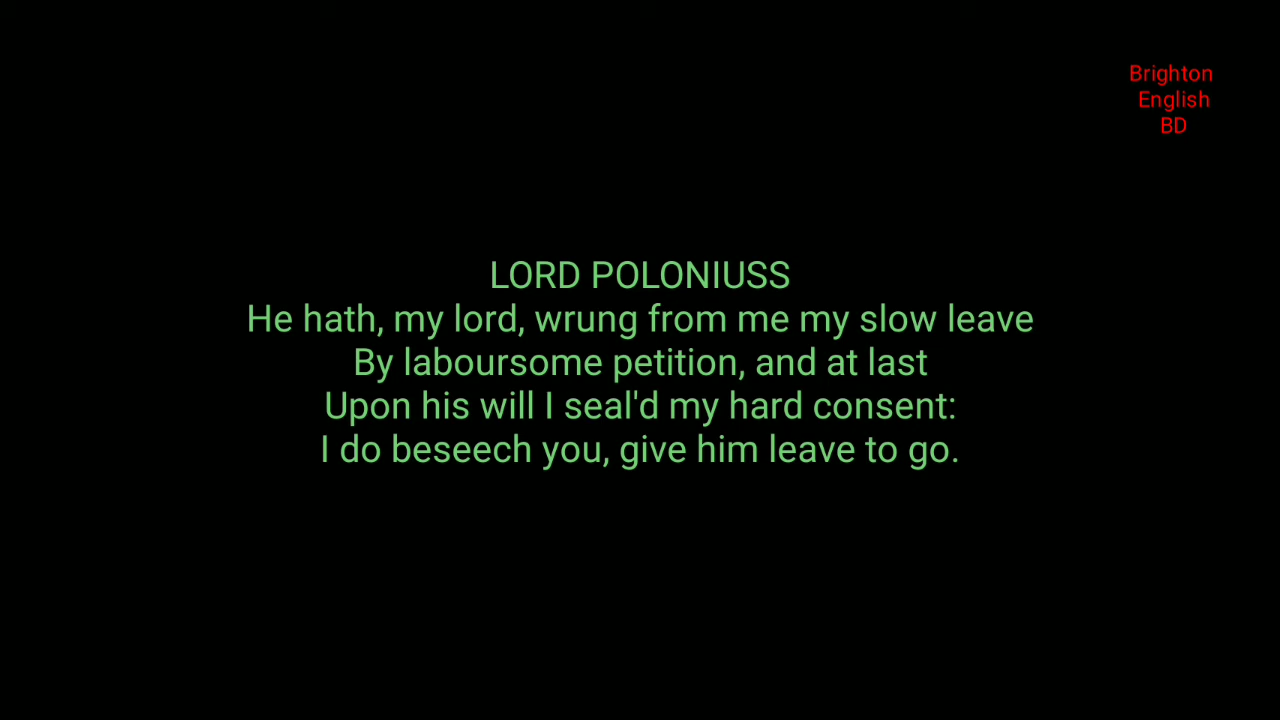 Brighton
English
BD
LORD POLONIUSS
He hath, my lord, wrung from me my slow leave
By laboursome petition, and at last
Upon his will I seal'd my hard consent:
I do beseech you, give him leave to go.